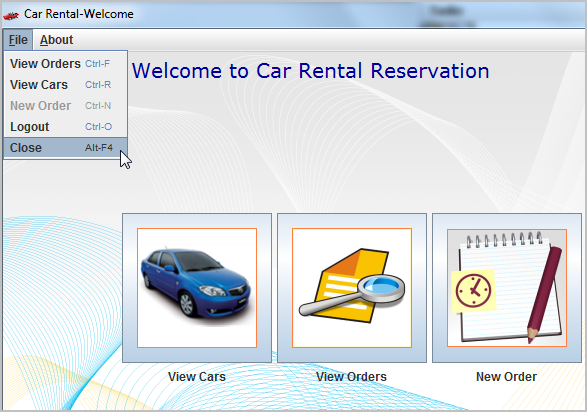 Car Rental-Welcome
File About
View Orders Ctrl-F
View Cars Ctrl-R
New Order Ctrl-N
Logout Ctrl-O
Close Alt-F4
Welcome to Car Rental Reservation
View Cars
View Orders
New Order